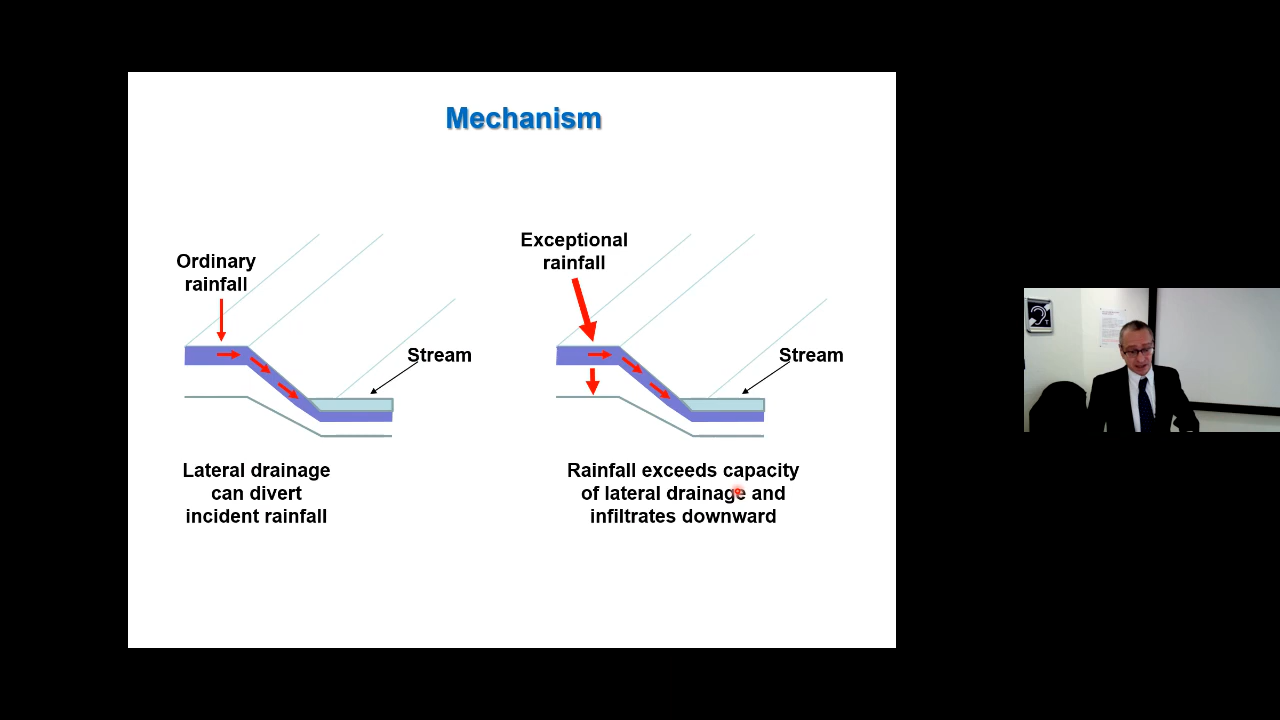 Mechanism
Ordinary
rainfall
Stream
Lateral drainage
can divert
incident rainfall
Exceptional
rainfall
Stream
Rainfall exceeds capacity
of lateral drainage and
infiltrates downward
T